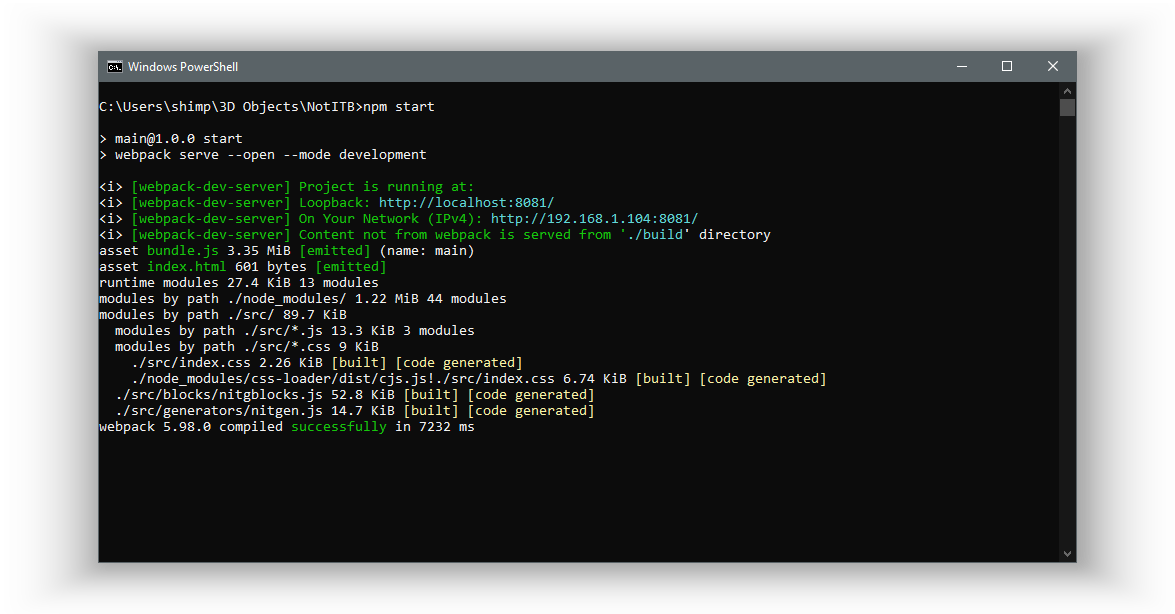 Windows PowerShell
C:\Users\shimp\3D Objects\NotITB>npm start
> main@1.0.0 start
> webpack serve --open --mode development
<i> [webpack-dev-server] Project is running at:
<i> [webpack-dev-server] Loopback: http://localhost:8081/
<i> [webpack-dev-server] On Your Network (IPv4): http://192.168.1.104:8081/
<i> [webpack-dev-server] Content not from webpack is served from './build' directory
asset bundle.js 3.35 MiB [emitted] (name: main)
asset index.html 601 bytes [emitted]
runtime modules 27.4 KiB 13 modules
modules by path ./node_modules/ 1.22 MiB 44 modules
modules by path ./src/ 89.7 KiB
  modules by path ./src/*.js 13.3 KiB 3 modules
  modules by path ./src/*.css 9 KiB
    ./src/index.css 2.26 KiB [built] [code generated]
    ./node_modules/css-loader/dist/cjs.js!./src/index.css 6.74 KiB [built] [code generated]
  ./src/blocks/nitgblocks.js 52.8 KiB [built] [code generated]
  ./src/generators/nitgen.js 14.7 KiB [built] [code generated]
webpack 5.98.0 compiled successfully in 7232 ms